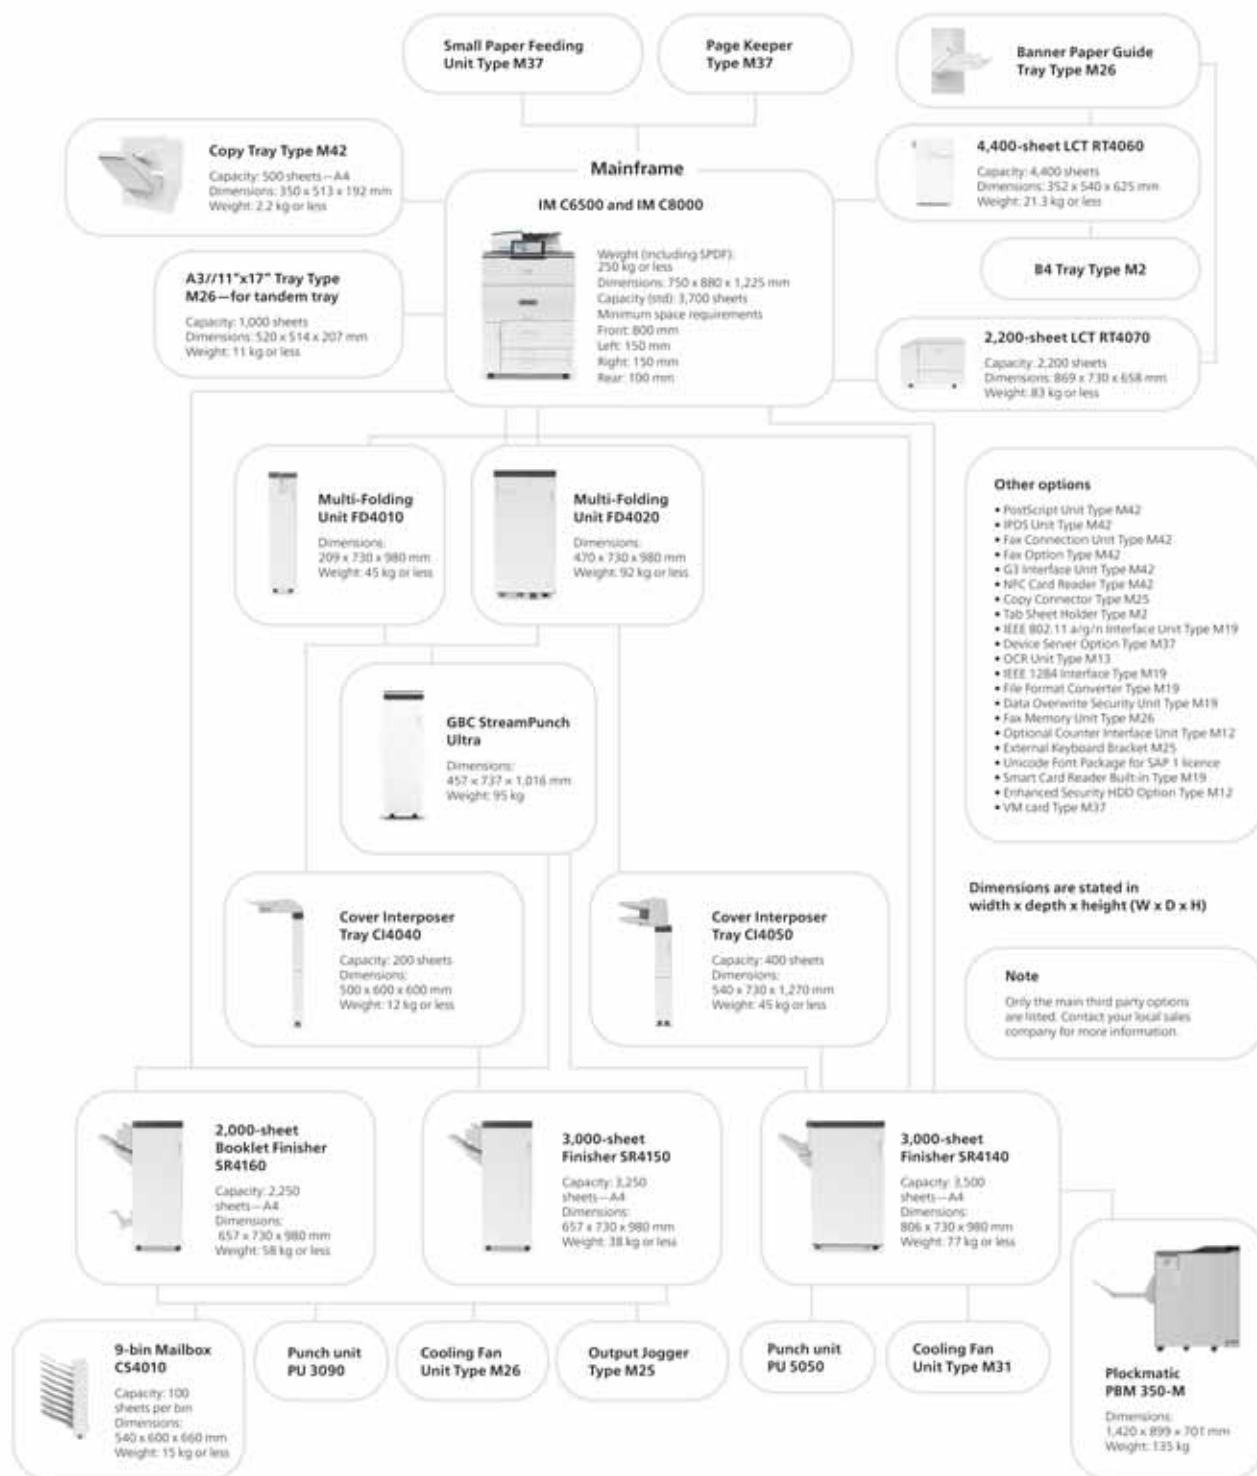 Small Paper Feeding
Unit Type M37
Page Keeper
Type M37
Banner Paper Guide
Tray Type M26
Copy Tray Type M42
Capacity: 500 sheets—A4
Dimensions: 350 x 513 x 192 mm
Weight: 2.2 kg or less
4,400-sheet LCT RT4060
Capacity: 4,400 sheets
Dimensions: 352 x 540 x 625 mm
Weight: 21.3 kg or less
Mainframe
IM C6500 and IM C8000
Weight (including SPDF):
250 kg or less
Dimensions: 750 x 880 x 1,225 mm
Capacity (std): 3,700 sheets
Minimum space requirements
Front: 800 mm
Left: 150 mm
Right: 150 mm
Rear: 100 mm
B4 Tray Type M2
A3//11"x17" Tray Type
M26—for tandem tray
Capacity: 1,000 sheets
Dimensions: 520 x 514 x 207 mm
Weight: 11 kg or less
2,200-sheet LCT RT4070
Capacity: 2,200 sheets
Dimensions: 869 x 730 x 658 mm
Weight: 83 kg or less
Multi-Folding
Unit FD4010
Dimensions:
209 x 730 x 980 mm
Weight: 45 kg or less
Multi-Folding
Unit FD4020
Dimensions:
470 x 730 x 980 mm
Weight: 92 kg or less
Other options
• PostScript Unit Type M42
• IPDS Unit Type M42
• Fax Connection Unit Type M42
• Fax Option Type M42
• G3 Interface Unit Type M42
• NFC Card Reader Type M42
• Copy Connector Type M25
• Tab Sheet Holder Type M2
• IEEE 802.11 a/g/n Interface Unit Type M19
• Device Server Option Type M37
• OCR Unit Type M13
• IEEE 1284 Interface Type M19
• File Format Converter Type M19
• Data Overwrite Security Unit Type M19
• Fax Memory Unit Type M26
• Optional Counter Interface Unit Type M12
• External Keyboard Bracket M25
• Unicode Font Package for SAP 1 licence
• Smart Card Reader Built-in Type M19
• Enhanced Security HDD Option Type M12
• VM card Type M37
GBC StreamPunch
Ultra
Dimensions:
457 x 737 x 1,016 mm
Weight: 95 kg
Dimensions are stated in
width x depth x height (W x D x H)
Cover Interposer
Tray CI4040
Capacity: 200 sheets
Dimensions:
500 x 600 x 600 mm
Weight: 12 kg or less
Cover Interposer
Tray CI4050
Capacity: 400 sheets
Dimensions:
540 x 730 x 1,270 mm
Weight: 45 kg or less
Note
Only the main third party options
are listed. Contact your local sales
company for more information.
2,000-sheet
Booklet Finisher
SR4160
Capacity: 2,250
sheets—A4
Dimensions:
657 x 730 x 980 mm
Weight: 58 kg or less
3,000-sheet
Finisher SR4150
Capacity: 3,250
sheets—A4
Dimensions:
657 x 730 x 980 mm
Weight: 38 kg or less
3,000-sheet
Finisher SR4140
Capacity: 3,500
sheets—A4
Dimensions:
806 x 730 x 980 mm
Weight: 77 kg or less
9-bin Mailbox
CS4010
Capacity: 100
sheets per bin
Dimensions:
540 x 600 x 660 mm
Weight: 15 kg or less
Punch unit
PU 3090
Cooling Fan
Unit Type M26
Output Jogger
Type M25
Punch unit
PU 5050
Cooling Fan
Unit Type M31
Plockmatic
PBM 350-M
Dimensions:
1,420 x 899 x 701 mm
Weight: 135 kg